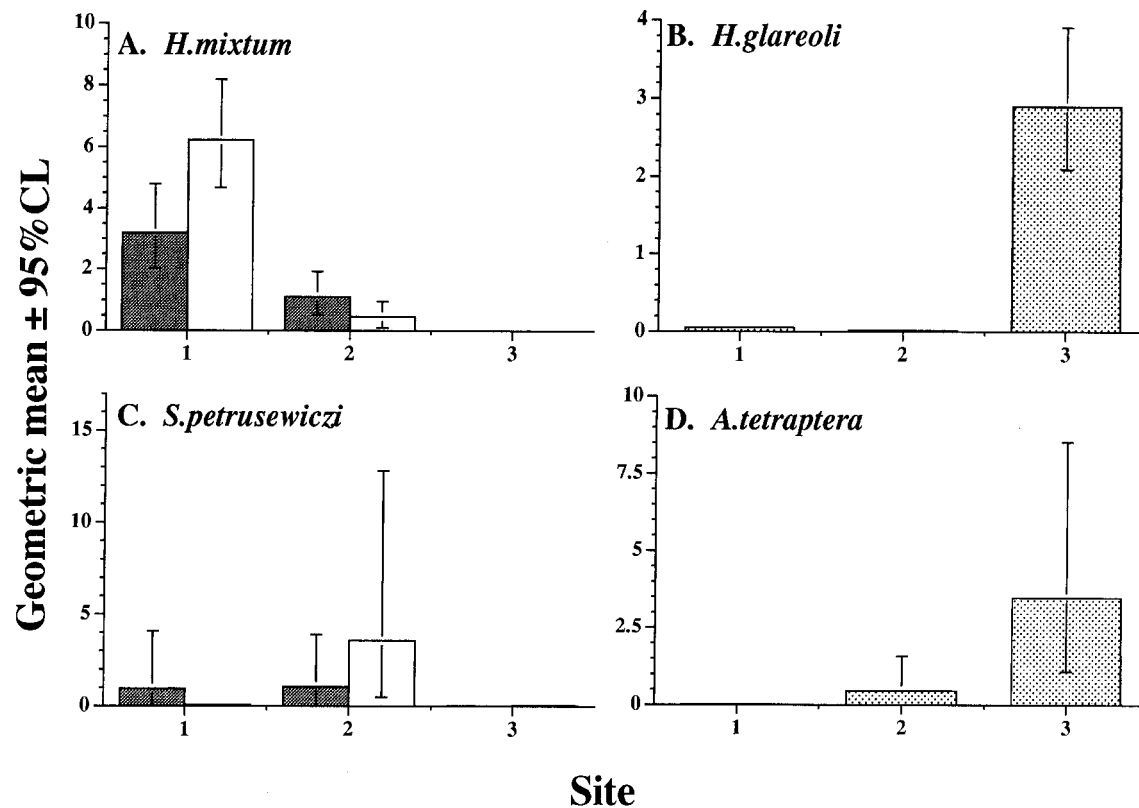 Geometric mean ± 95%CL
A. H.mixtum
10
8
6
4
2
0
1 2 3
B. H.glareoli
4
3
2
1
0
1 2 3
C. S.petrusewiczi
15
10
5
0
1 2 3
D. A.tetraptera
10
7.5
5
2.5
0
1 2 3
Site